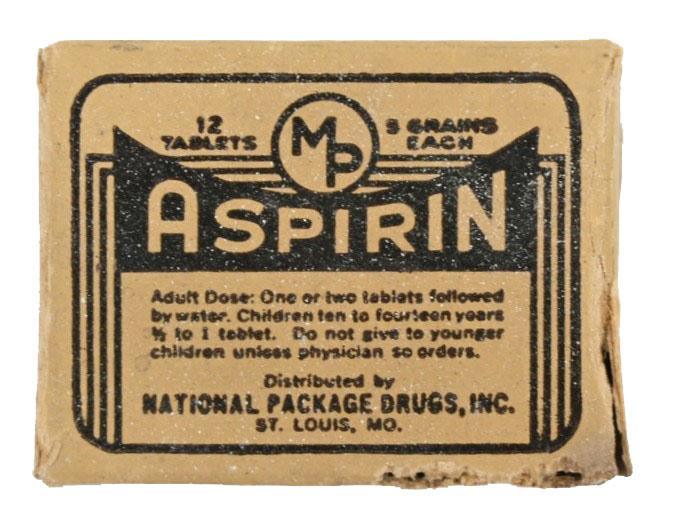 12 TABLETS
MP
5 GRAINS EACH
ASPIRIN
Adult Dose: One or two tablets followed
by water. Children ten to fourteen years
½ to 1 tablet. Do not give to younger
children unless physician so orders.
Distributed by
NATIONAL PACKAGE DRUGS, INC.
ST. LOUIS, MO.